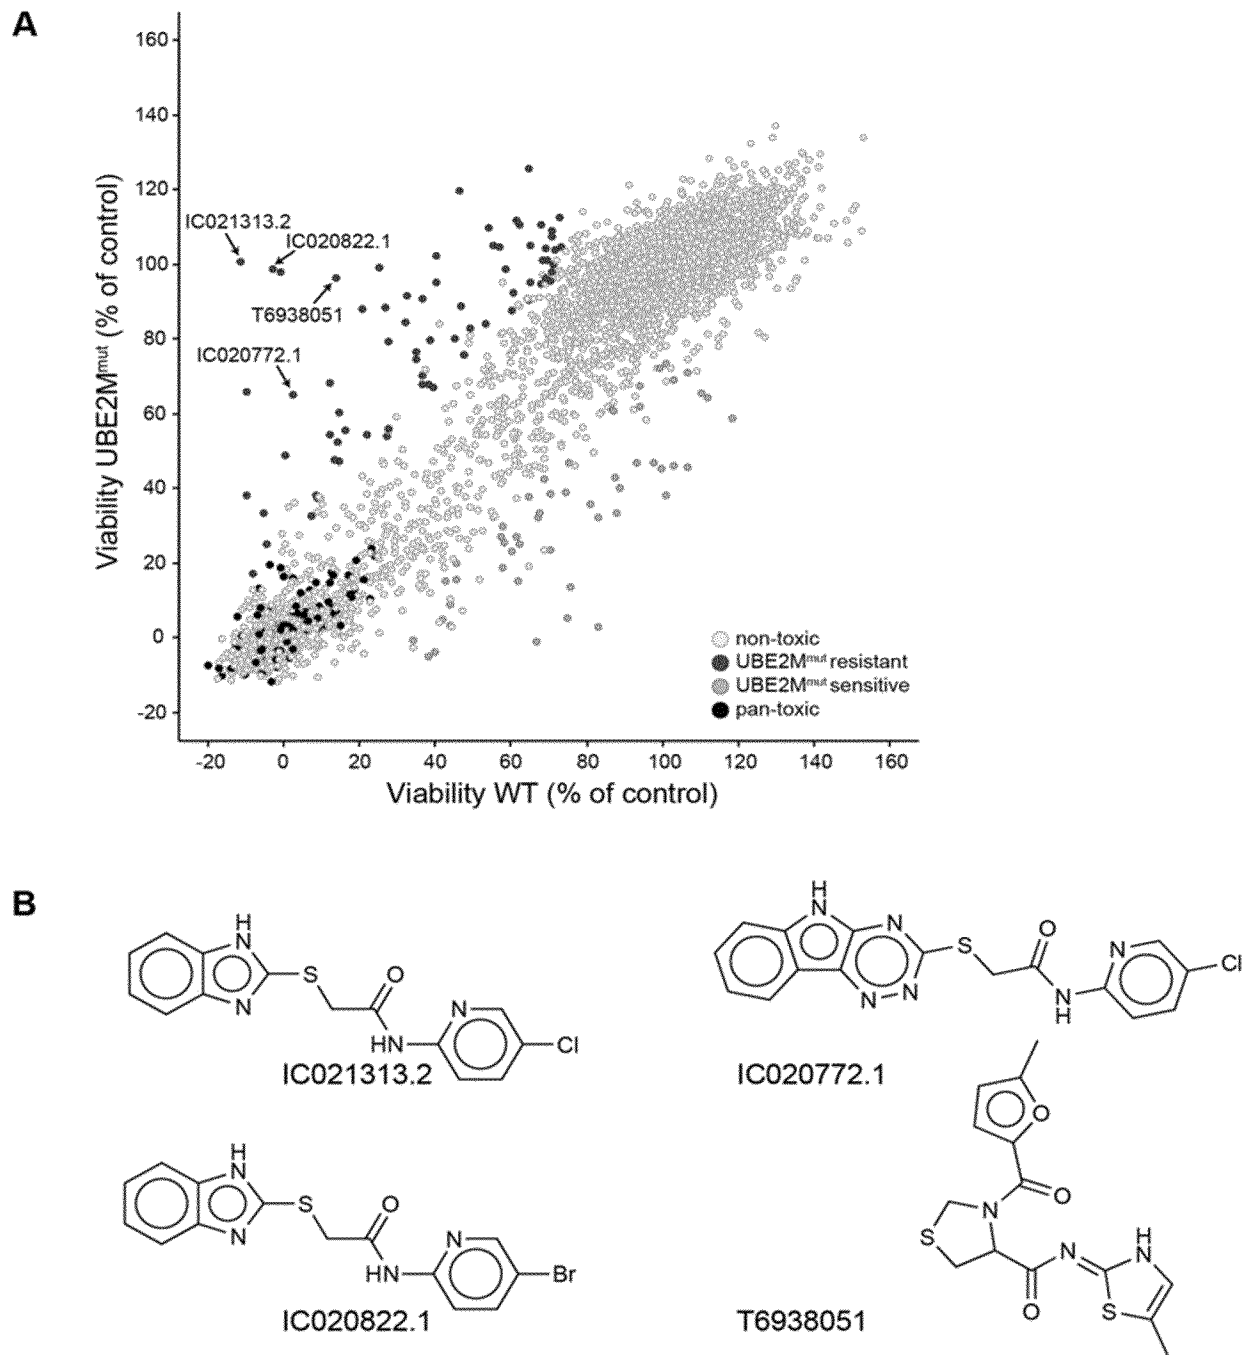 A
160
140
120
100
80
60
40
20
0
-20
Viability UBE2Mmut (% of control)
IC021313.2
IC020822.1
T6938051
IC020772.1
non-toxic
UBE2Mmut resistant
UBE2Mmut sensitive
pan-toxic
-20 0 20 40 60 80 100 120 140 160
Viability WT (% of control)
B
H
N
N
S
O
HN
N
Cl
IC021313.2
H
N
N
N
N
S
O
N
H
N
Cl
IC020772.1
H
N
N
S
O
HN
N
Br
IC020822.1
O
O
N
S
O
N
H
N
S
T6938051